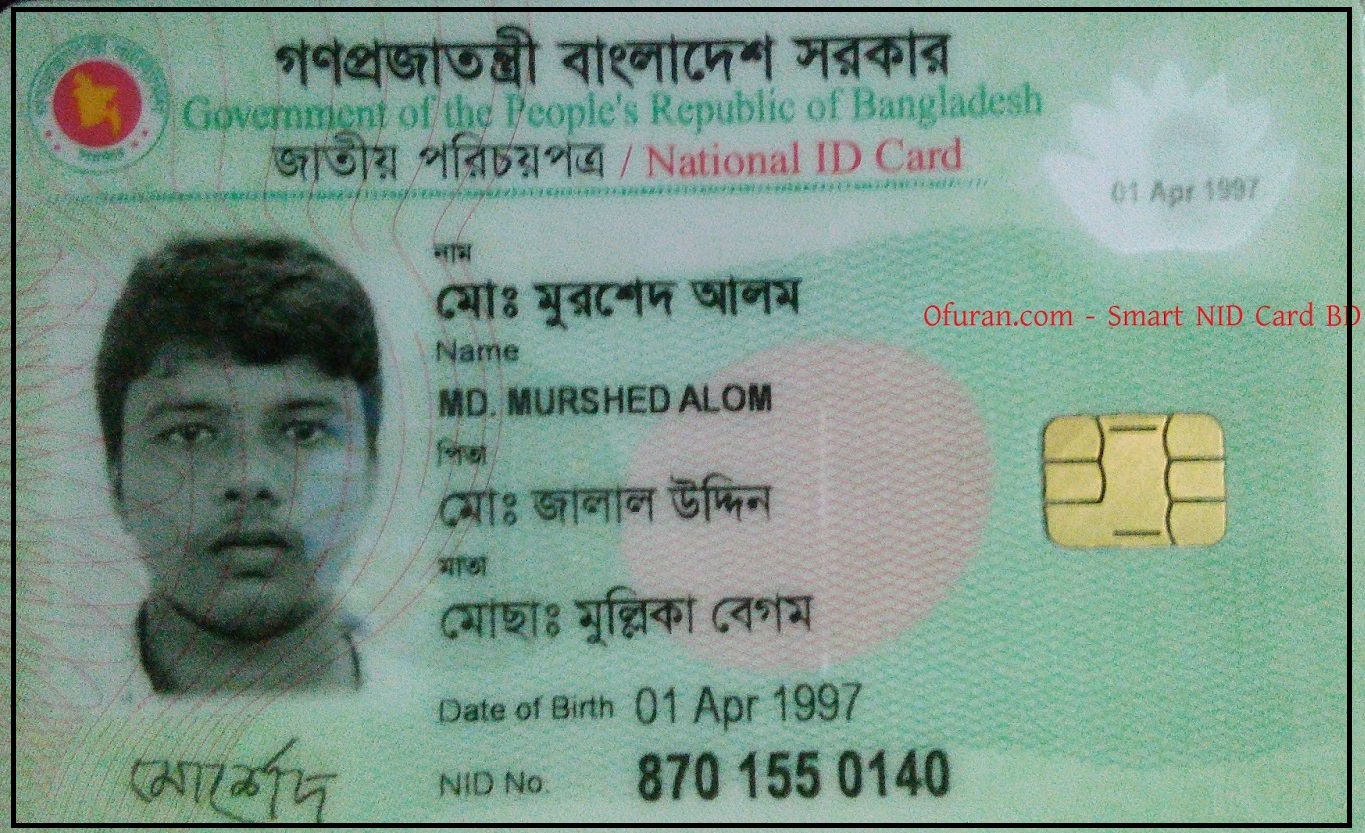 গণপ্রজাতন্ত্রী বাংলাদেশ সরকার
Government of the People's Republic of Bangladesh
জাতীয় পরিচয়পত্র / National ID Card
01 Apr 1997
নাম
মোঃ মুরশেদ আলম
Ofuran.com - Smart NID Card BD
Name
MD. MURSHED ALOM
পিতা
মোঃ জালাল উদ্দিন
মাতা
মোছাঃ মুল্লিকা বেগম
Date of Birth 01 Apr 1997
মোর্শেদ
NID No. 870 155 0140